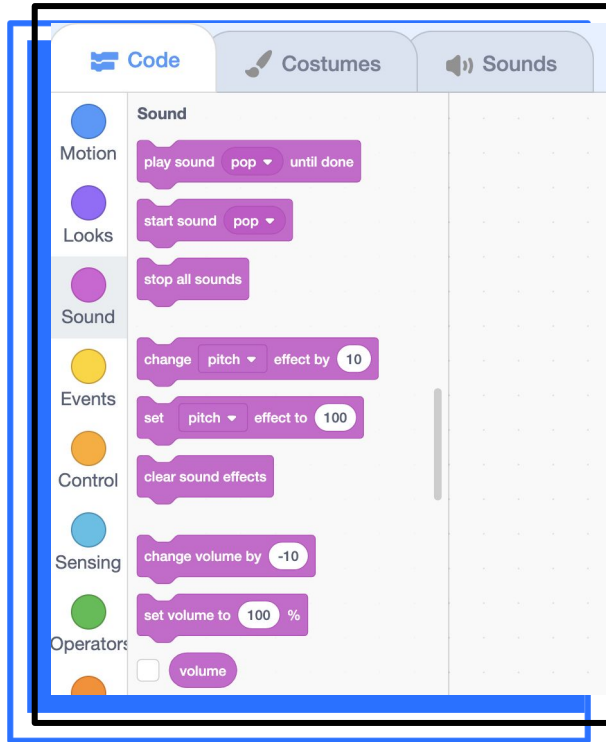 Code
Costumes
Sounds
Motion
Looks
Sound
Events
Control
Sensing
Operators
Sound
play sound pop until done
start sound pop
stop all sounds
change pitch effect by 10
set pitch effect to 100
clear sound effects
change volume by -10
set volume to 100 %
volume